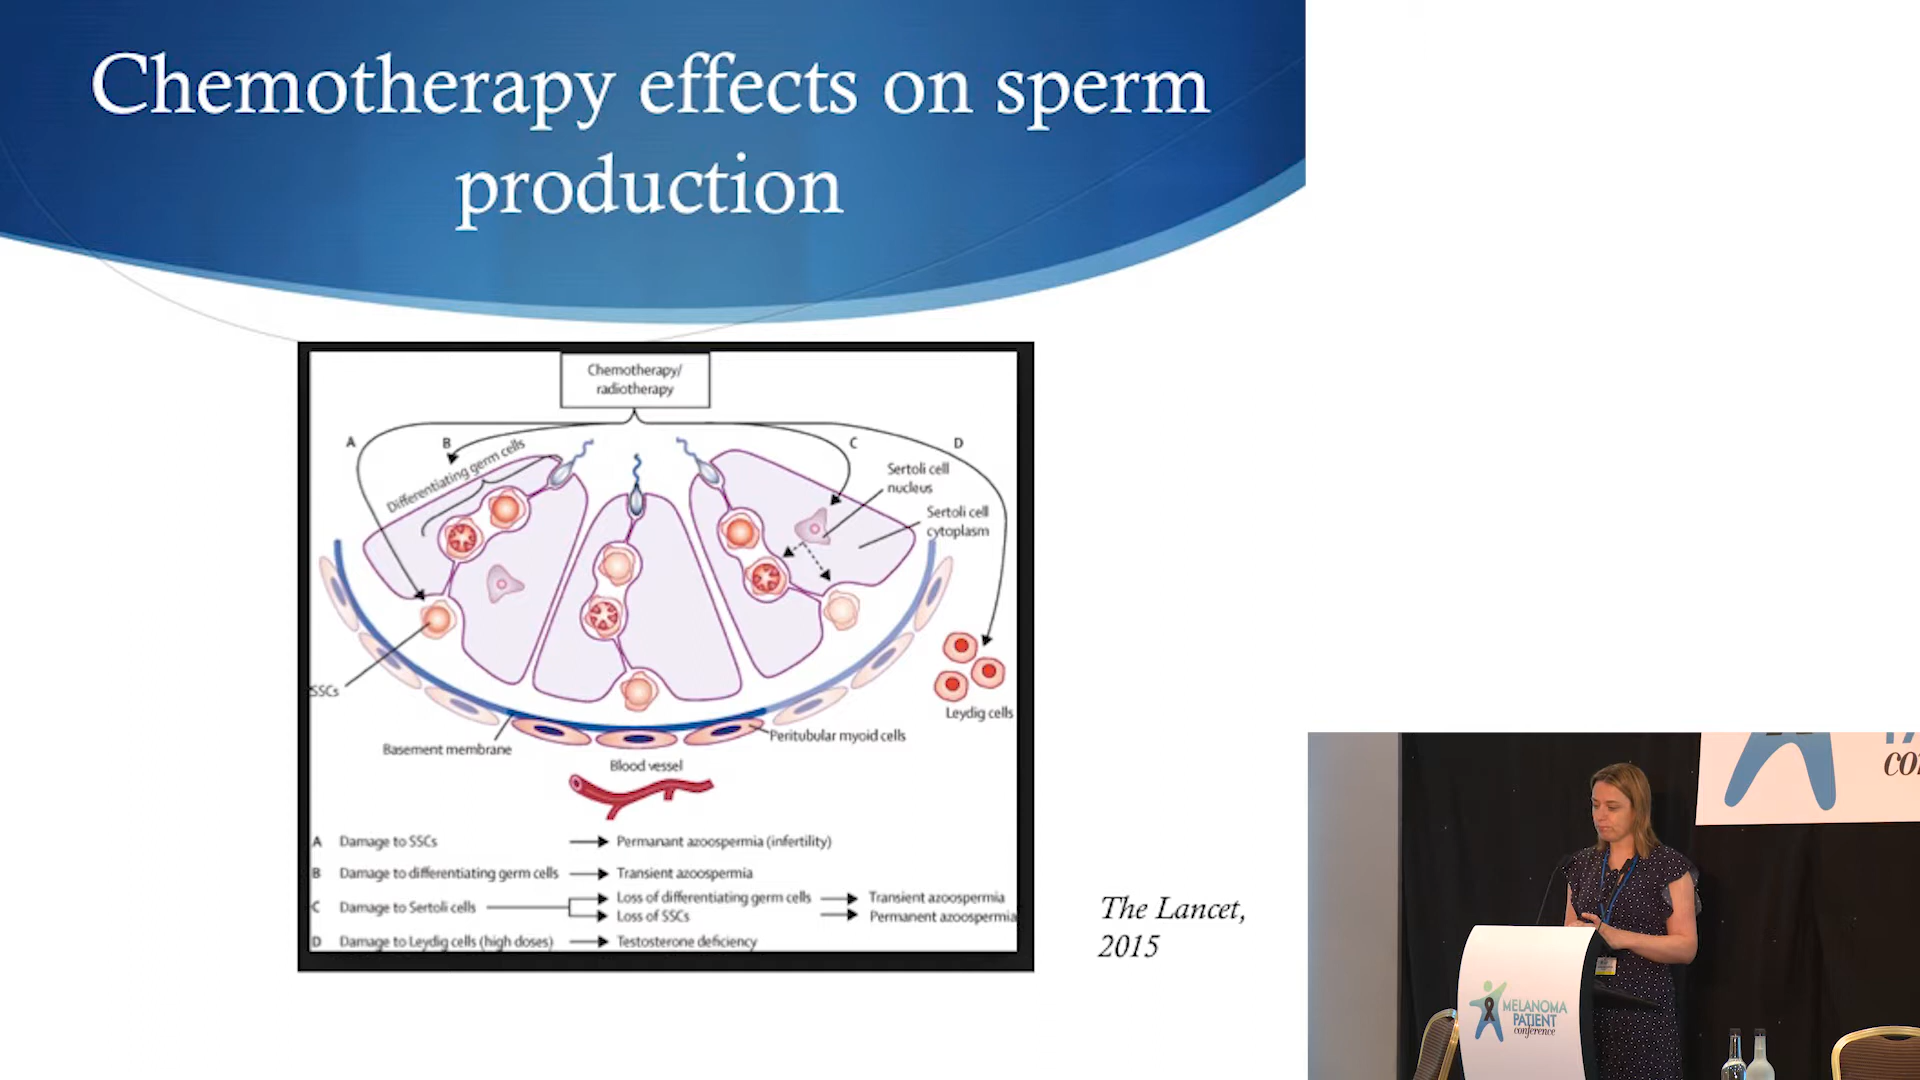 Chemotherapy effects on sperm
production
Chemotherapy/
radiotherapy
A
B
C
D
Differentiating germ cells
Sertoli cell
nucleus
Sertoli cell
cytoplasm
SSCs
Leydig cells
Basement membrane
Peritubular myoid cells
Blood vessel
A Damage to SSCs Permanant azoospermia (infertility)
B Damage to differentiating germ cells Transient azoospermia
C Damage to Sertoli cells Loss of differentiating germ cells Transient azoospermia
Loss of SSCs Permanent azoospermia
D Damage to Leydig cells (high doses) Testosterone deficiency
The Lancet,
2015
MELANOMA
PATIENT
conference